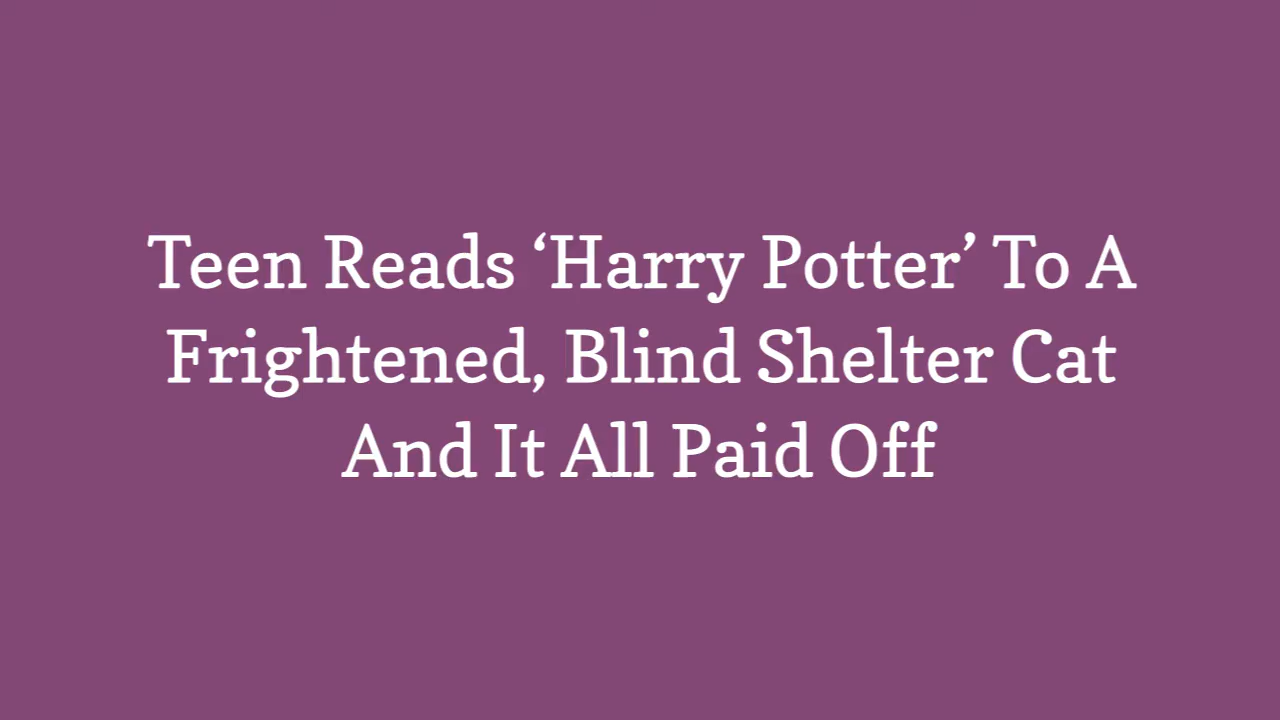 Teen Reads ‘Harry Potter’ To A
Frightened, Blind Shelter Cat
And It All Paid Off